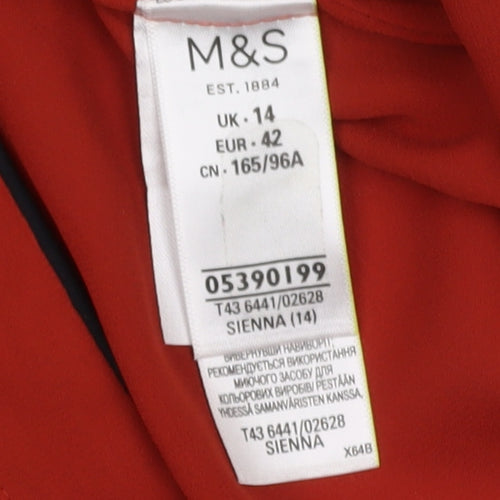 M&S
EST. 1884
UK · 14
EUR · 42
CN · 165/96A
05390199
T43 6441/02628
SIENNA (14)
ВИВЕРНУВШИ НАВИВОРІТ,
РЕКОМЕНДУЄТЬСЯ ВИКОРИСТАННЯ
МИЮЧОГО ЗАСОБУ ДЛЯ
КОЛЬОРОВИХ ВИРОБІВ/ PESTÄÄN
YHDESSÄ SAMANVÄRISTEN KANSSA,
T43 6441/02628
SIENNA
X64B